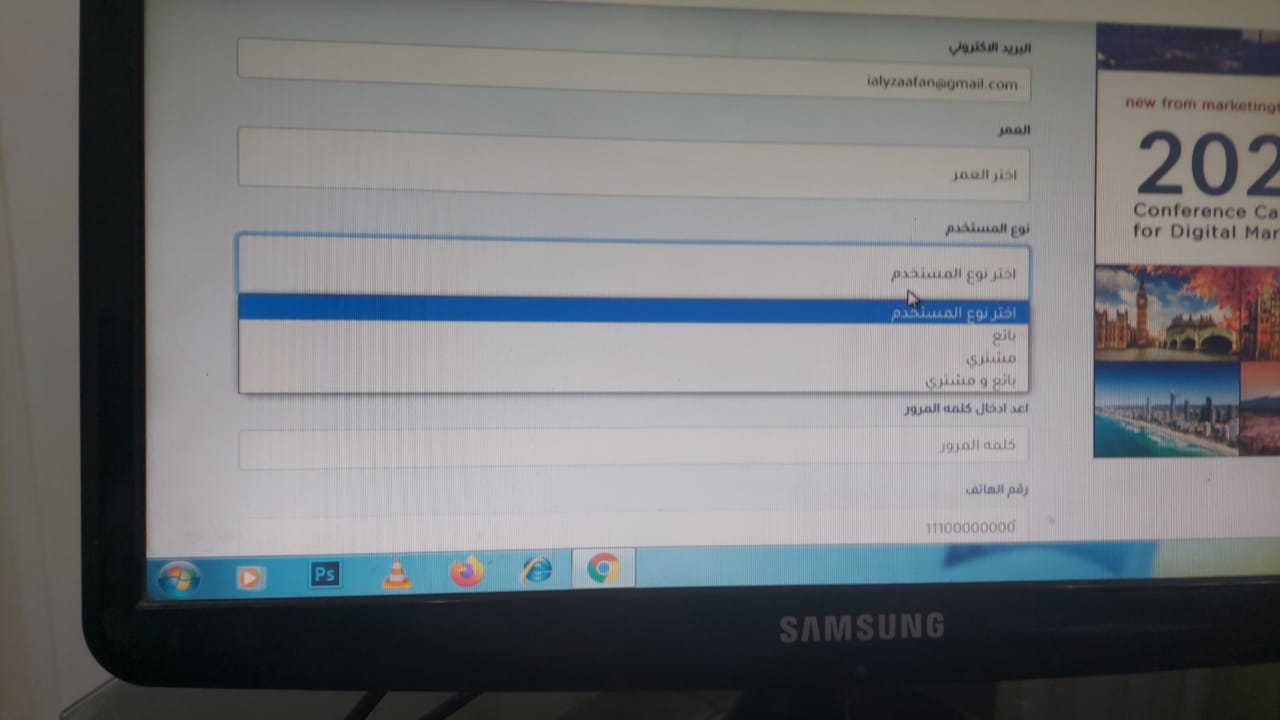 البريد الالكتروني
ialyzaafan@gmail.com
العمر
اختر العمر
نوع المستخدم
اختر نوع المستخدم
اختر نوع المستخدم
بائع
مشتري
بائع و مشتري
اعد ادخال كلمه المرور
كلمه المرور
رقم الهاتف
11100000000
new from marketing
202
Conference Ca
for Digital Mar
Ps
SAMSUNG